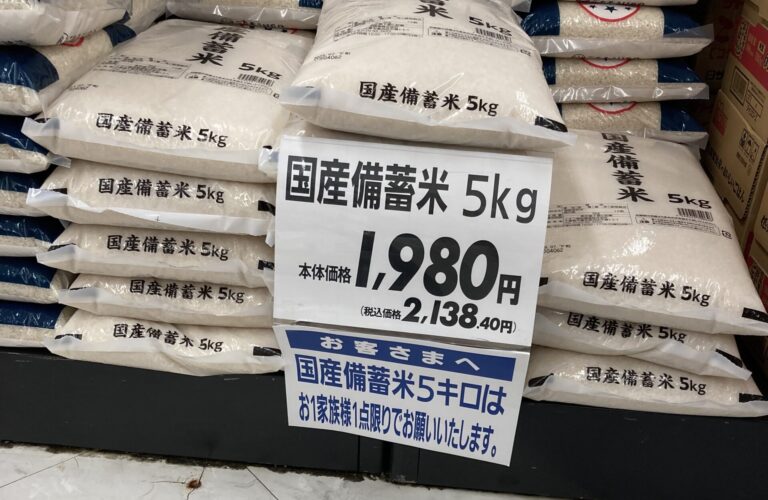 備蓄米
5kg
国産備蓄米 5kg
米
5kg
国産備蓄米 5kg
国産備蓄米
国産備蓄米 5kg
国産備蓄米 5kg
国産備蓄米 5kg
国産備蓄米 5kg
国産備蓄米 5kg
国産備蓄米 5kg
国産備蓄米 5kg
国産備蓄米 5kg
本体価格 1,980円
(税込価格 2,138.40円)
お客さまへ
国産備蓄米5キロは
お1家族様1点限りでお願いいたします。